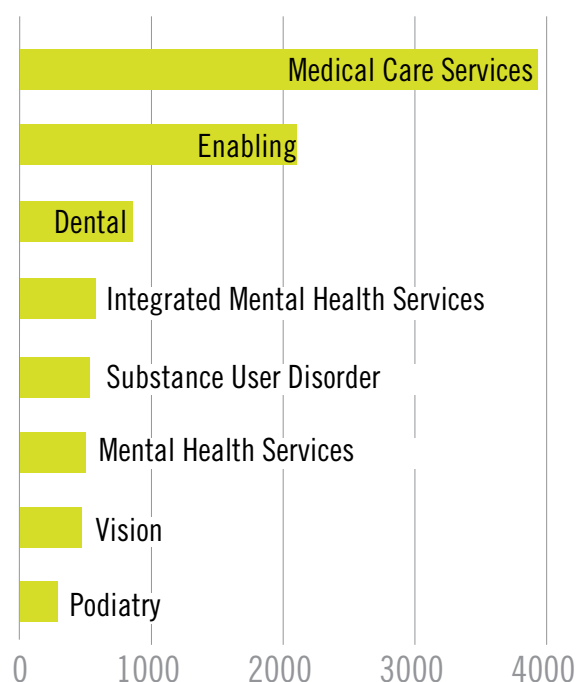 Medical Care Services
Enabling
Dental
Integrated Mental Health Services
Substance User Disorder
Mental Health Services
Vision
Podiatry
0 1000 2000 3000 4000